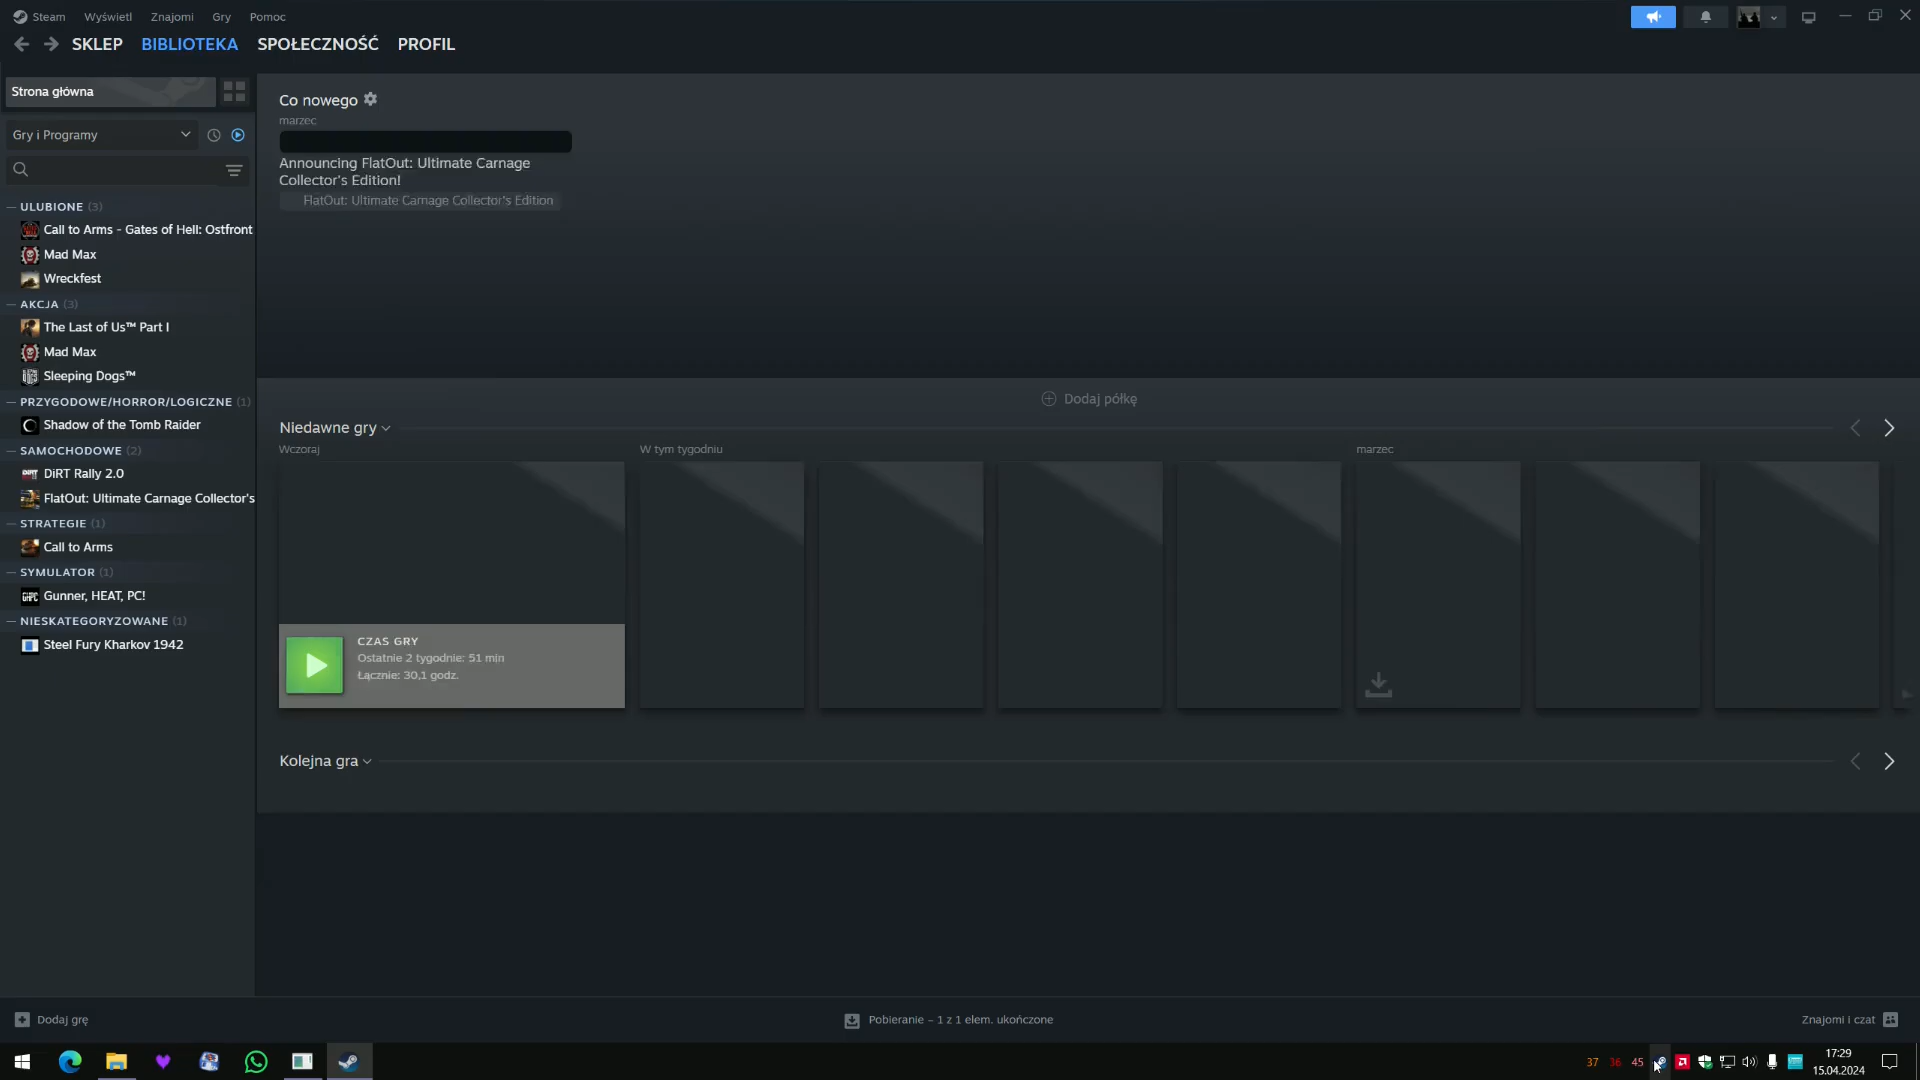 Steam Wyświetl Znajomi Gry Pomoc
SKLEP BIBLIOTEKA SPOŁECZNOŚĆ PROFIL
Strona główna
Gry i Programy
ULUBIONE (3)
Call to Arms - Gates of Hell: Ostfront
Mad Max
Wreckfest
AKCJA (3)
The Last of Us™ Part I
Mad Max
Sleeping Dogs™
PRZYGODOWE/HORROR/LOGICZNE (1)
Shadow of the Tomb Raider
SAMOCHODOWE (2)
DiRT Rally 2.0
FlatOut: Ultimate Carnage Collector's
STRATEGIE (1)
Call to Arms
SYMULATOR (1)
Gunner, HEAT, PC!
NIESKATEGORYZOWANE (1)
Steel Fury Kharkov 1942
Co nowego
marzec
Announcing FlatOut: Ultimate Carnage
Collector's Edition!
FlatOut: Ultimate Carnage Collector's Edition
Dodaj półkę
Niedawne gry
Wczoraj W tym tygodniu marzec
CZAS GRY
Ostatnie 2 tygodnie: 51 min
Łącznie: 30,1 godz.
Kolejna gra
Dodaj grę Pobieranie – 1 z 1 elem. ukończone Znajomi i czat
37 36 45 17:29
15.04.2024